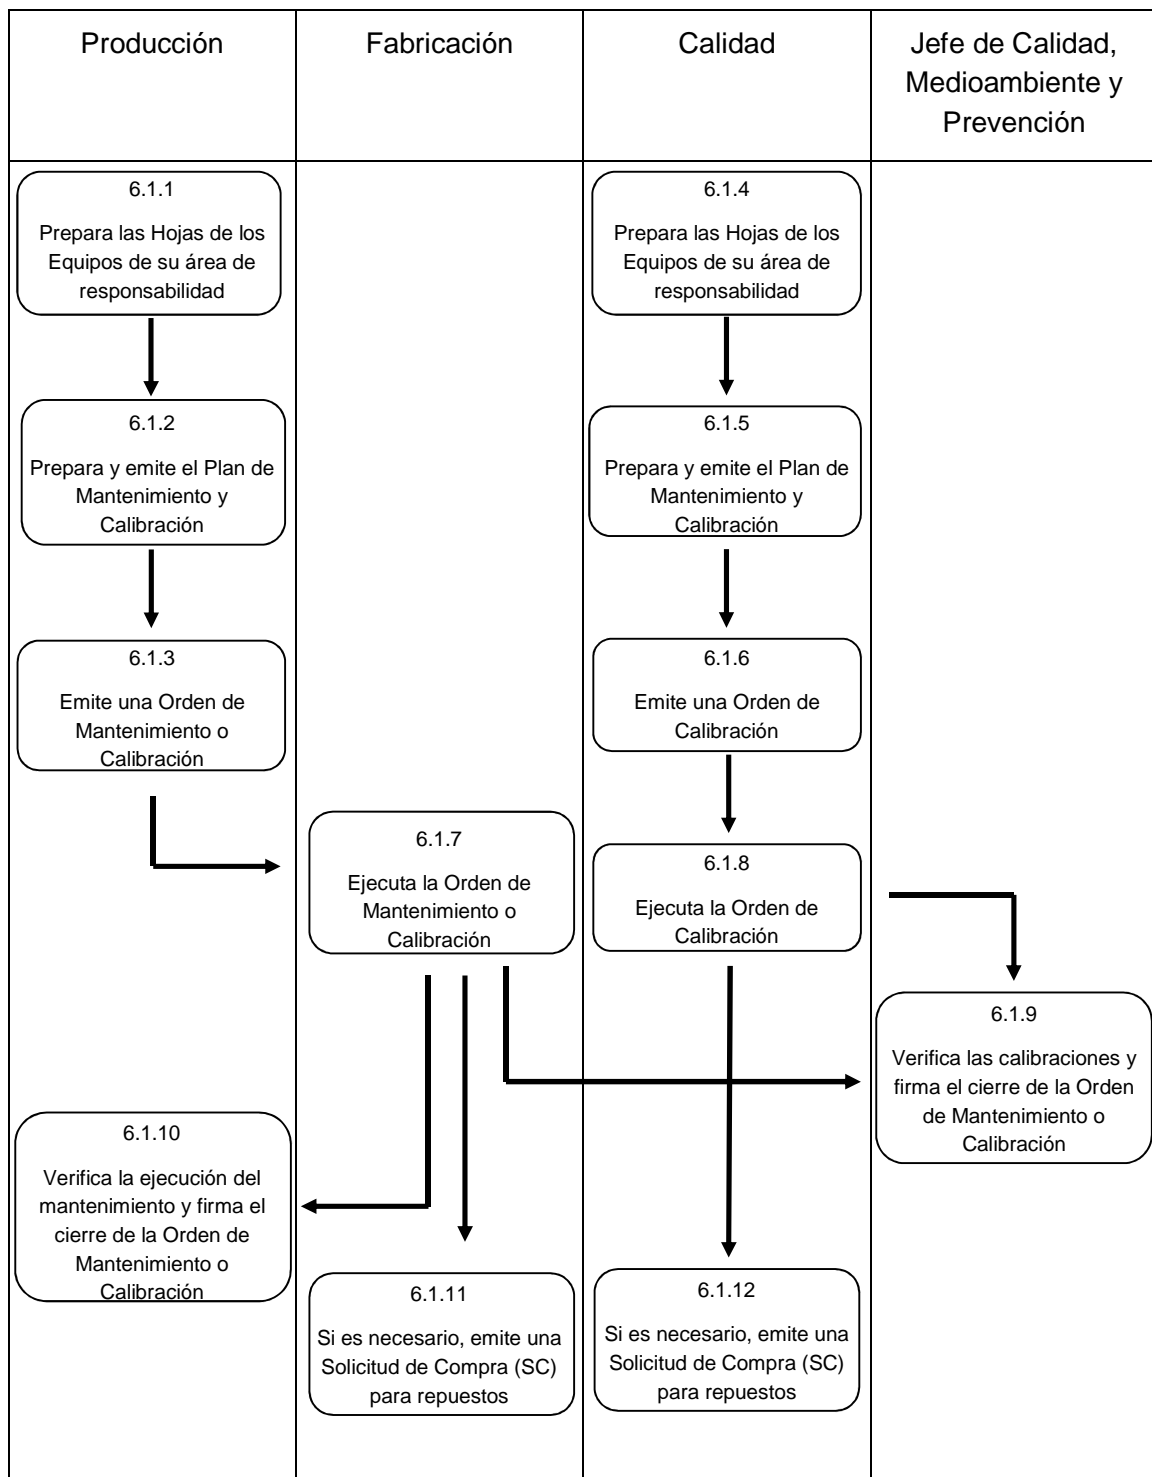 Producción
Fabricación
Calidad
Jefe de Calidad,
Medioambiente y
Prevención
6.1.1
Prepara las Hojas de los
Equipos de su área de
responsabilidad
6.1.4
Prepara las Hojas de los
Equipos de su área de
responsabilidad
6.1.2
Prepara y emite el Plan de
Mantenimiento y
Calibración
6.1.5
Prepara y emite el Plan de
Mantenimiento y
Calibración
6.1.3
Emite una Orden de
Mantenimiento o
Calibración
6.1.6
Emite una Orden de
Calibración
6.1.7
Ejecuta la Orden de
Mantenimiento o
Calibración
6.1.8
Ejecuta la Orden de
Calibración
6.1.9
Verifica las calibraciones y
firma el cierre de la Orden
de Mantenimiento o
Calibración
6.1.10
Verifica la ejecución del
mantenimiento y firma el
cierre de la Orden de
Mantenimiento o
Calibración
6.1.11
Si es necesario, emite una
Solicitud de Compra (SC)
para repuestos
6.1.12
Si es necesario, emite una
Solicitud de Compra (SC)
para repuestos